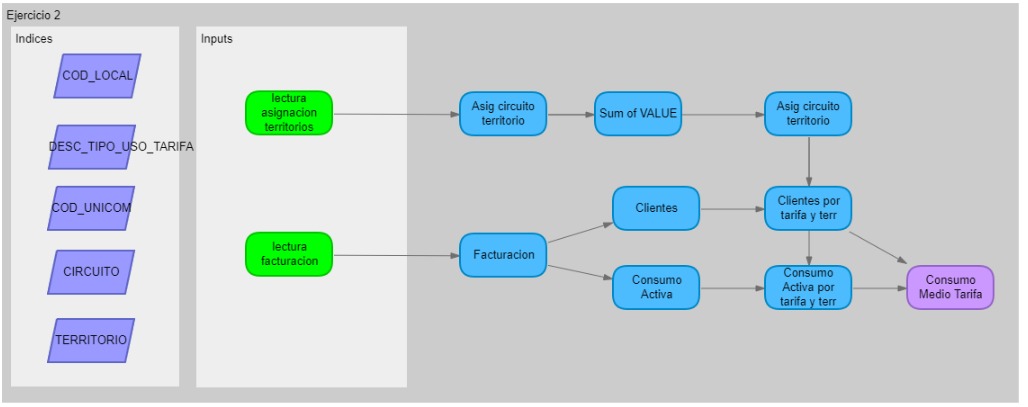 Ejercicio 2
Indices
COD_LOCAL
DESC_TIPO_USO_TARIFA
COD_UNICOM
CIRCUITO
TERRITORIO
Inputs
lectura
asignacion
territorios
lectura
facturacion
Asig circuito
territorio
Sum of VALUE
Asig circuito
territorio
Clientes
Clientes por
tarifa y terr
Facturacion
Consumo
Activa
Consumo
Activa por
tarifa y terr
Consumo
Medio Tarifa